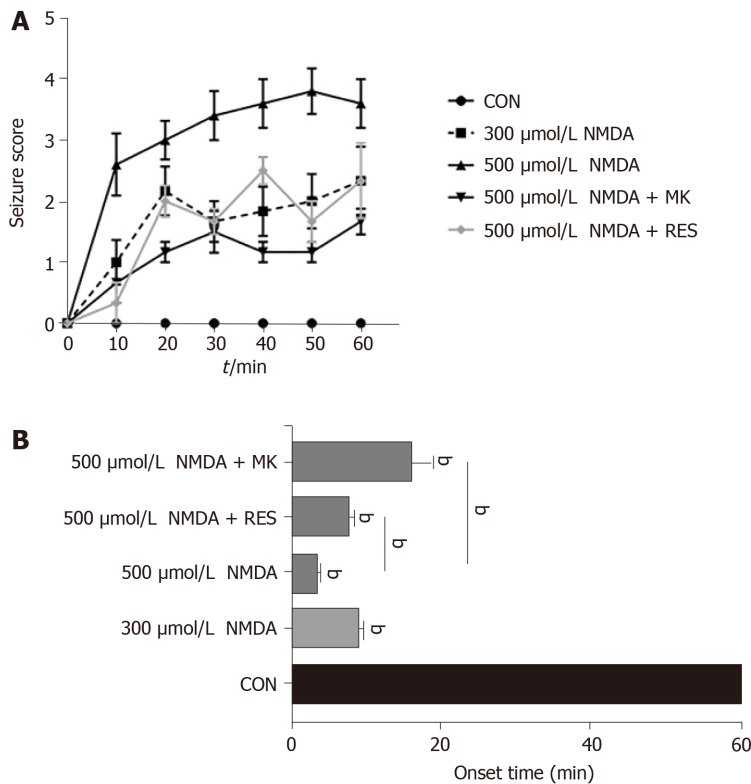 A
5
4
3
2
1
0
Seizure score
0 10 20 30 40 50 60
t/min
CON
300 μmol/L NMDA
500 μmol/L NMDA
500 μmol/L NMDA + MK
500 μmol/L NMDA + RES
B
500 μmol/L NMDA + MK
b
500 μmol/L NMDA + RES
b
b
b
500 μmol/L NMDA
b
300 μmol/L NMDA
b
CON
0 20 40 60
Onset time (min)